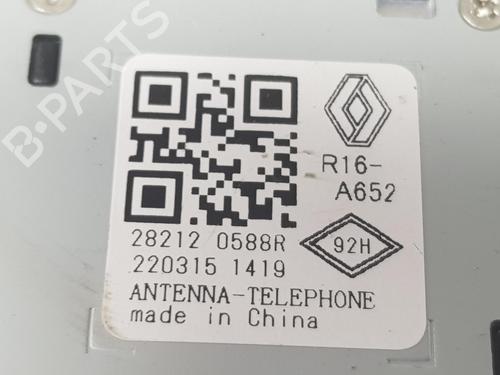 B-PARTS
R16-
A652
28212 0588R
220315 1419
92H
ANTENNA-TELEPHONE
made in China